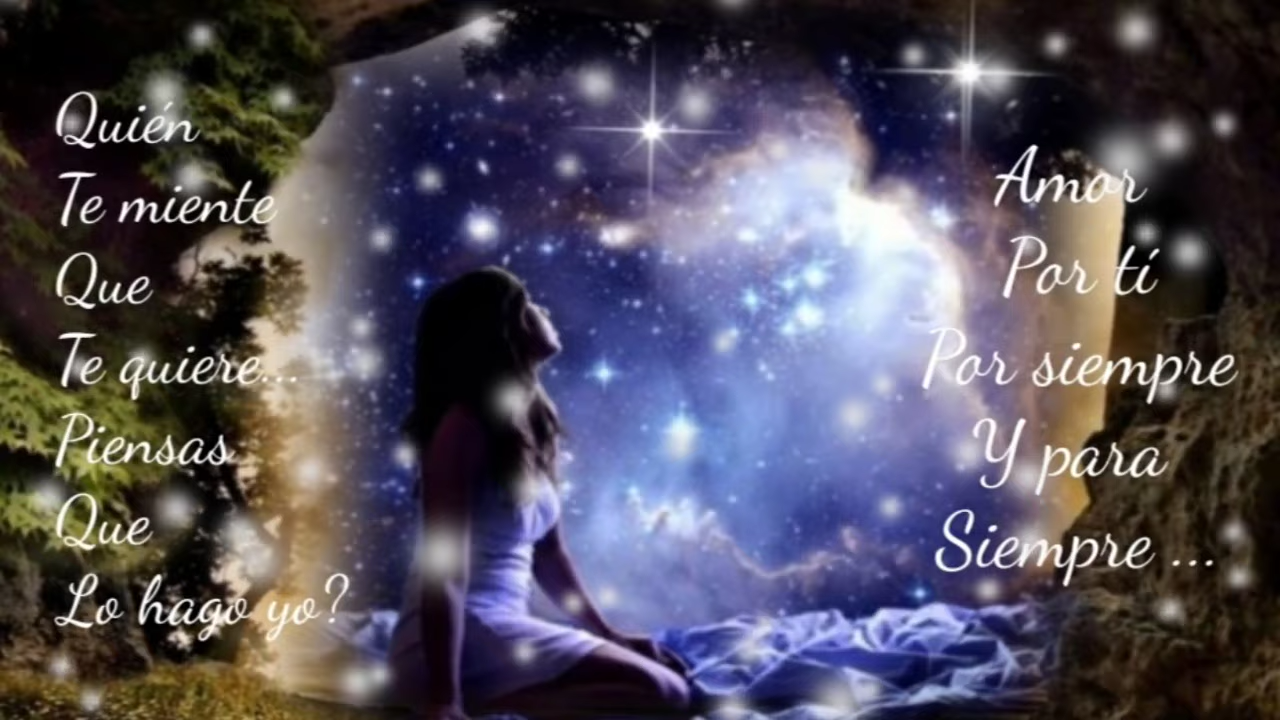 Quién
Te miente
Que
Te quiere...
Piensas
Que
Lo hago yo?
Amor
Por tí
Por siempre
Y para
Siempre ...